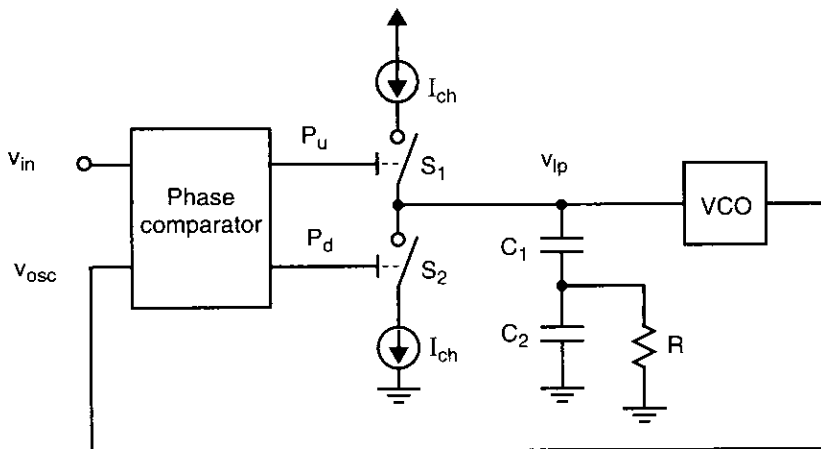 I_ch
P_u
v_in
S_1
v_lp
Phase
comparator
VCO
C_1
P_d
v_osc
S_2
C_2
R
I_ch